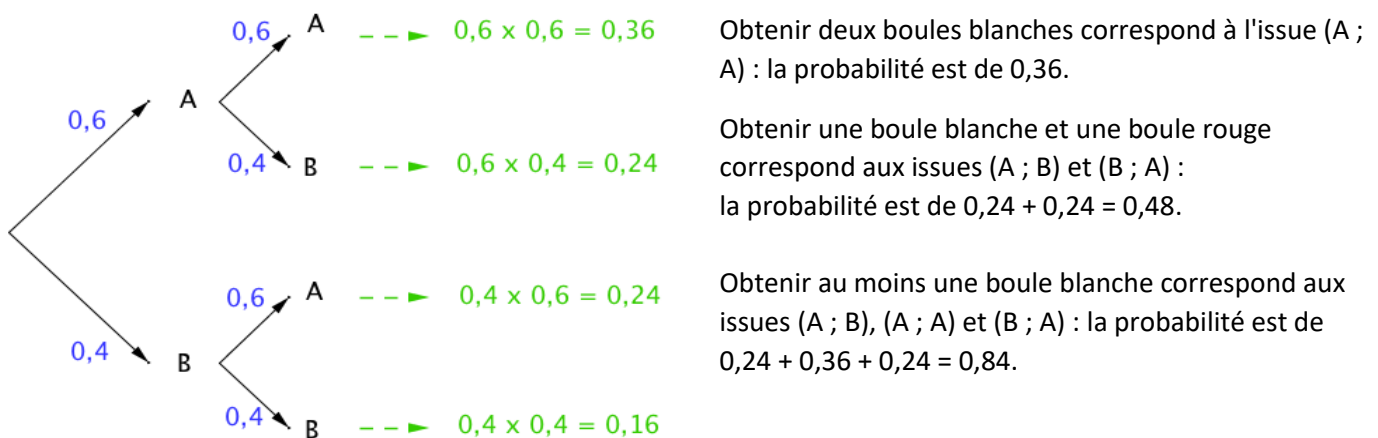 0,6 A 0,6 x 0,6 = 0,36
A
0,6
0,4 B 0,6 x 0,4 = 0,24
0,6 A 0,4 x 0,6 = 0,24
0,4
B
0,4 B 0,4 x 0,4 = 0,16
Obtenir deux boules blanches correspond à l'issue (A ;
A) : la probabilité est de 0,36.
Obtenir une boule blanche et une boule rouge
correspond aux issues (A ; B) et (B ; A) :
la probabilité est de 0,24 + 0,24 = 0,48.
Obtenir au moins une boule blanche correspond aux
issues (A ; B), (A ; A) et (B ; A) : la probabilité est de
0,24 + 0,36 + 0,24 = 0,84.